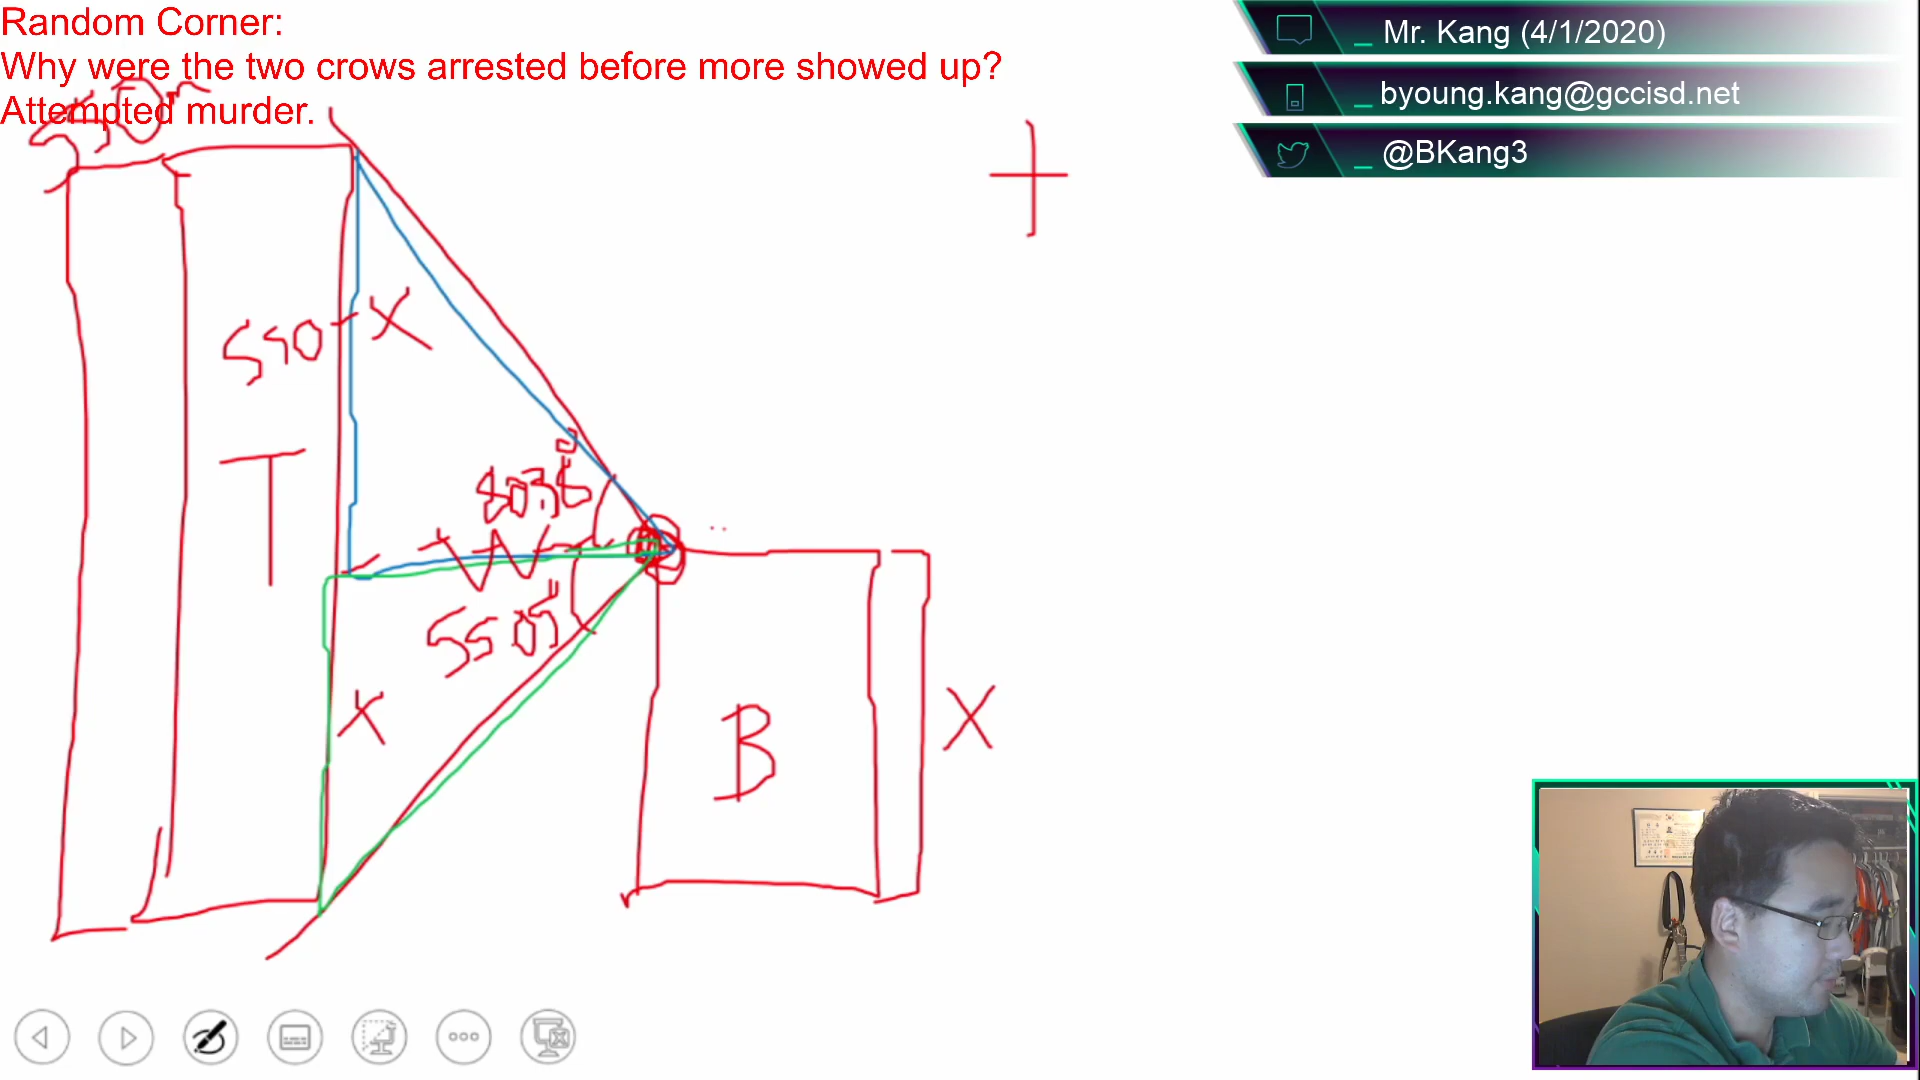 Random Corner:
Why were the two crows arrested before more showed up?
Attempted murder.
_ Mr. Kang (4/1/2020)
_ byoung.kang@gccisd.net
_ @BKang3
550m
550-X
T
W
X
B
X